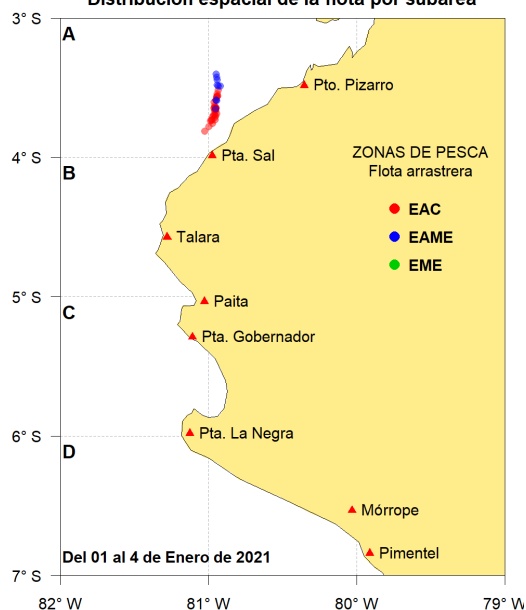 Distribución espacial de la flota por subárea
3° S
A
Pto. Pizarro
ZONAS DE PESCA
Flota arrastrera
4° S
Pta. Sal
B
EAC
Talara
EAME
EME
5° S
Paita
C
Pta. Gobernador
Pta. La Negra
6° S
D
Mórrope
Del 01 al 4 de Enero de 2021
Pimentel
7° S
82° W
81° W
80° W
79° W